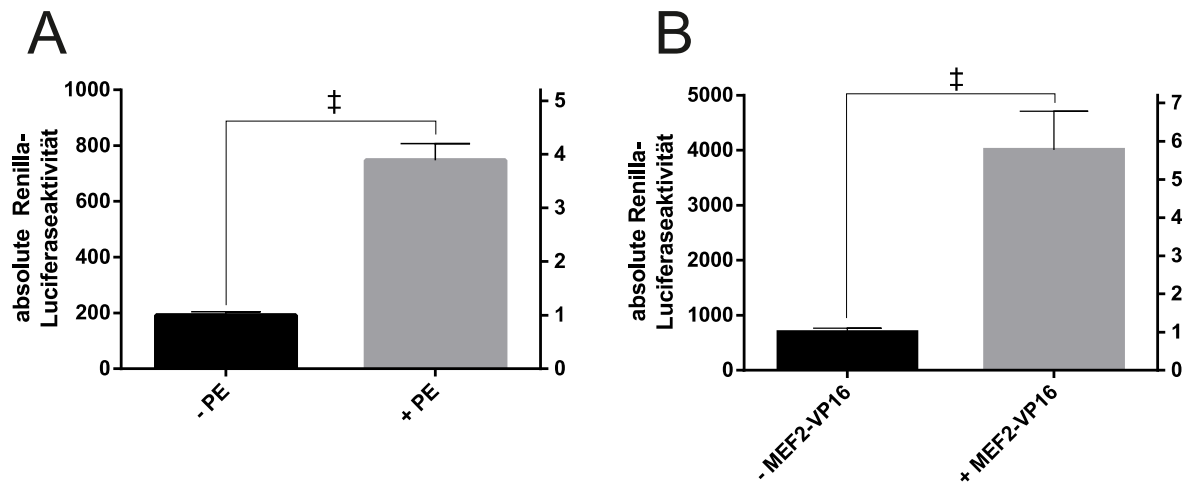 A
B
‡
‡
absolute Renilla-
Luciferaseaktivität
1000
800
600
400
200
0
5
4
3
2
1
0
- PE
+ PE
absolute Renilla-
Luciferaseaktivität
5000
4000
3000
2000
1000
0
7
6
5
4
3
2
1
0
- MEF2-VP16
+ MEF2-VP16